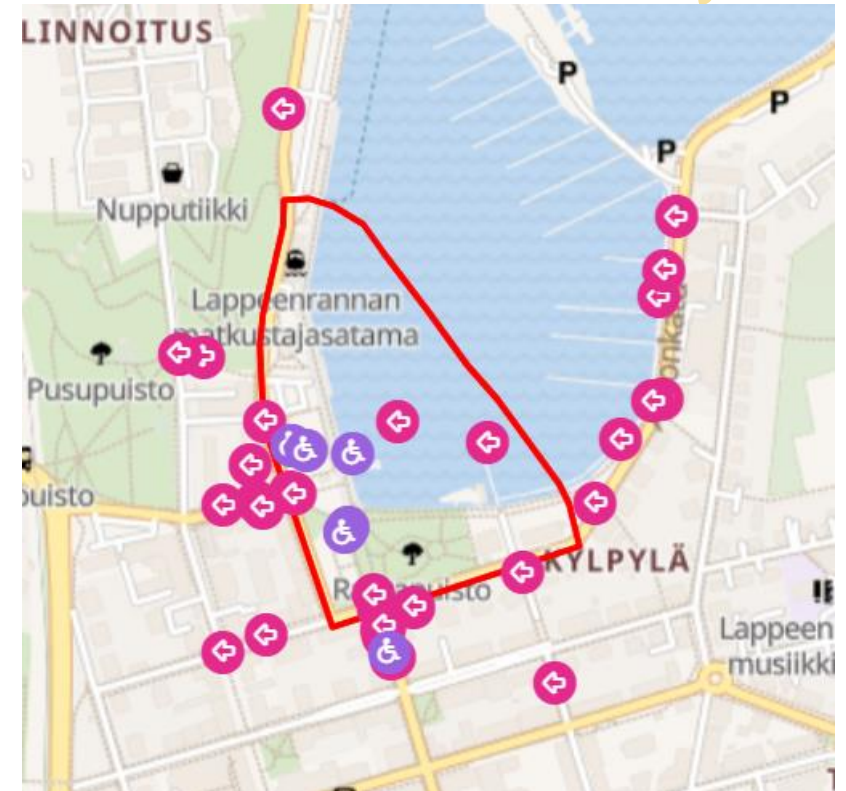 LINNOITUS
P
P
P
Nupputiikki
Lappeenrannan
matkustajasatama
Pusupuisto
puisto
KYLPYLÄ
Lappeen
musiikki